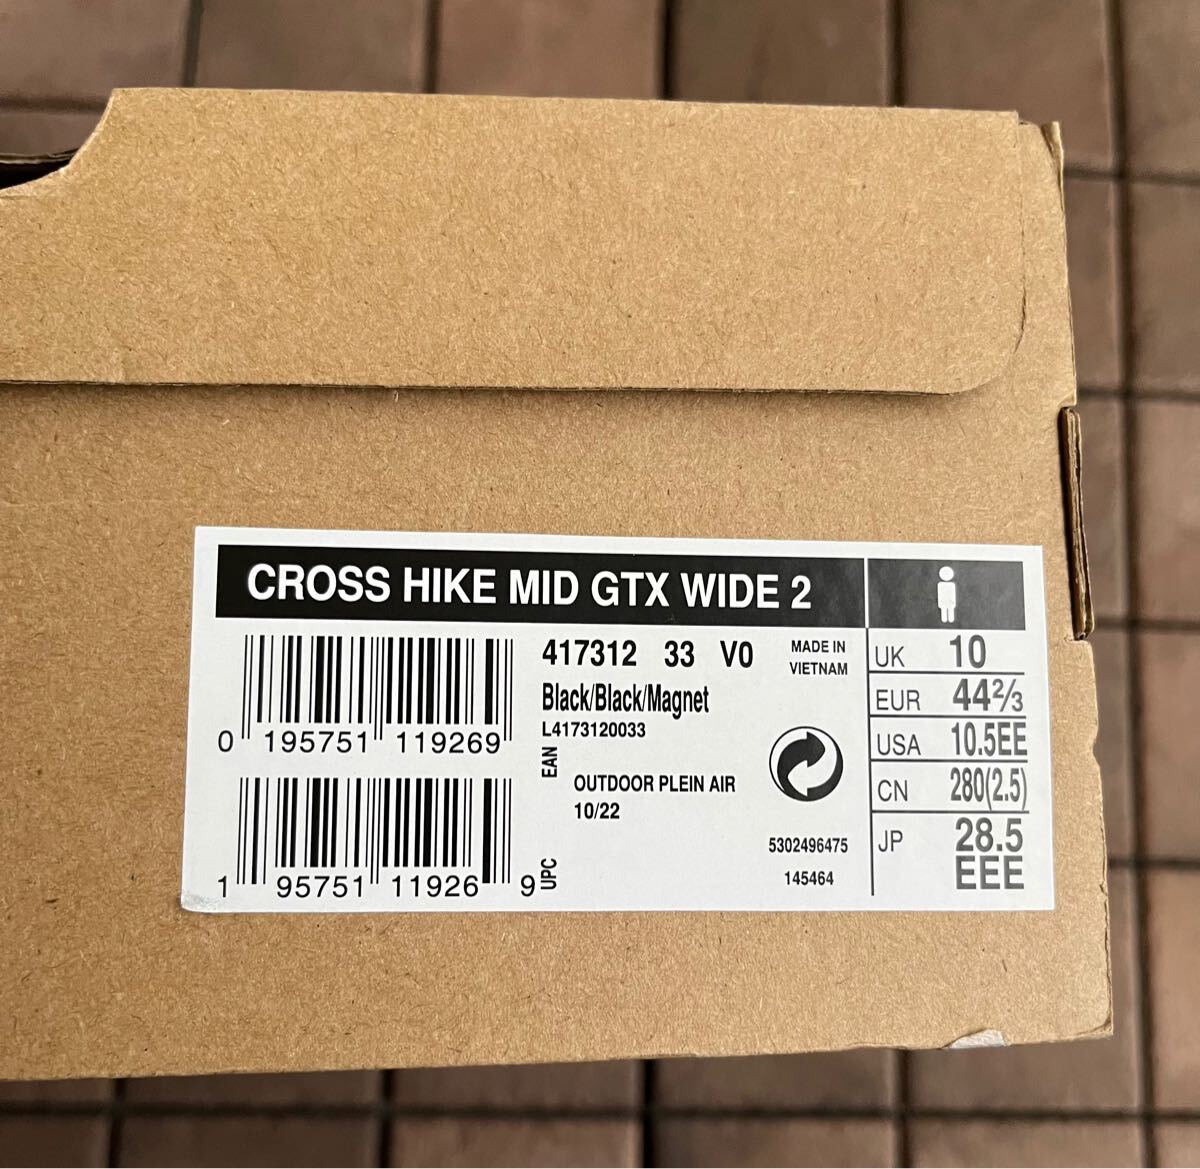 CROSS HIKE MID GTX WIDE 2
417312 33 V0
MADE IN
VIETNAM
Black/Black/Magnet
L4173120033
0 195751 119269
EAN
OUTDOOR PLEIN AIR
10/22
1 95751 11926 9
UPC
5302496475
145464
UK 10
EUR 44⅔
USA 10.5EE
CN 280(2.5)
JP 28.5
EEE